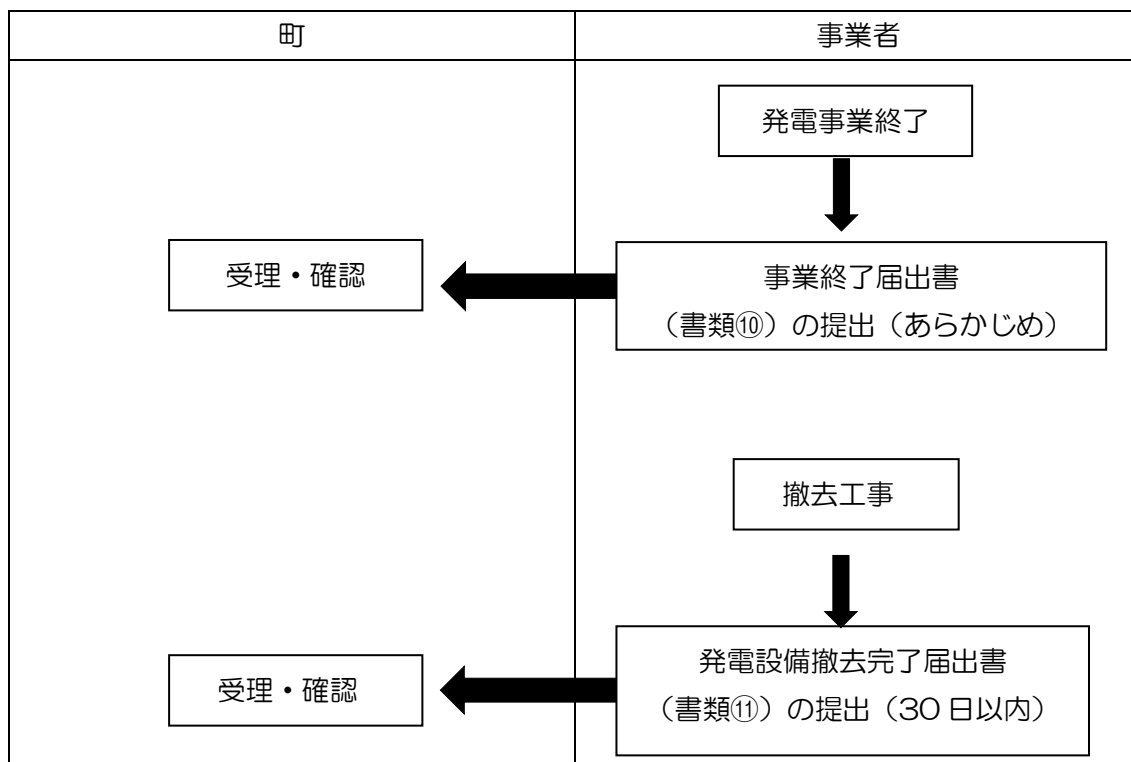 町
事業者
発電事業終了
受理・確認
事業終了届出書
（書類⑩）の提出（あらかじめ）
撤去工事
受理・確認
発電設備撤去完了届出書
（書類⑪）の提出（30日以内）